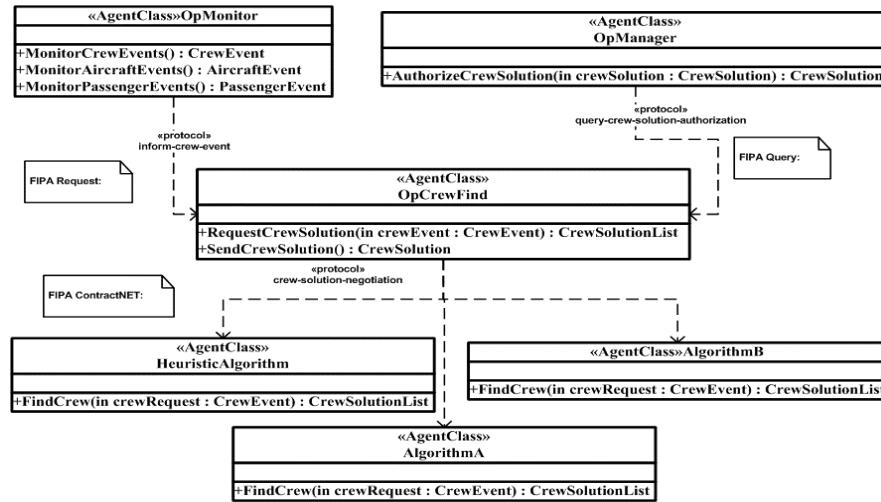 «AgentClass»OpMonitor
+MonitorCrewEvents() : CrewEvent
+MonitorAircraftEvents() : AircraftEvent
+MonitorPassengerEvents() : PassengerEvent
«AgentClass»
OpManager
+AuthorizeCrewSolution(in crewSolution : CrewSolution) : CrewSolution
«protocol»
inform-crew-event
«protocol»
query-crew-solution-authorization
FIPA Request:
FIPA Query:
«AgentClass»
OpCrewFind
+RequestCrewSolution(in crewEvent : CrewEvent) : CrewSolutionList
+SendCrewSolution() : CrewSolution
«protocol»
crew-solution-negotiation
FIPA ContractNET:
«AgentClass»
HeuristicAlgorithm
+FindCrew(in crewRequest : CrewEvent) : CrewSolutionList
«AgentClass»AlgorithmB
+FindCrew(in crewRequest : CrewEvent) : CrewSolutionList
«AgentClass»
AlgorithmA
+FindCrew(in crewRequest : CrewEvent) : CrewSolutionList